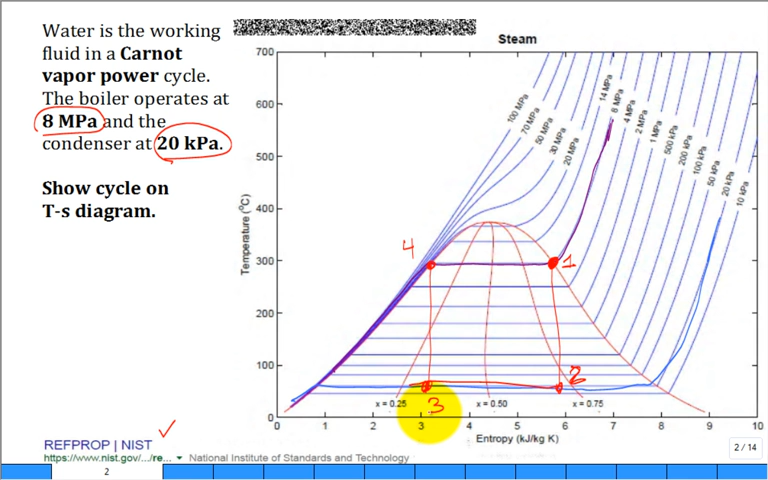 Water is the working
fluid in a Carnot
vapor power cycle.
The boiler operates at
8 MPa and the
condenser at 20 kPa.
Show cycle on
T-s diagram.
Steam
Temperature (°C)
700
600
500
400
300
200
100
0
100 MPa
70 MPa
50 MPa
30 MPa
20 MPa
14 MPa
8 MPa
4 MPa
2 MPa
1 MPa
500 kPa
200 kPa
100 kPa
50 kPa
20 kPa
10 kPa
4
1
2
3
x = 0.25
x = 0.50
x = 0.75
0 1 2 3 4 5 6 7 8 9 10
Entropy (kJ/kg K)
REFPROP | NIST
https://www.nist.gov/.../re... National Institute of Standards and Technology
2 / 14
2